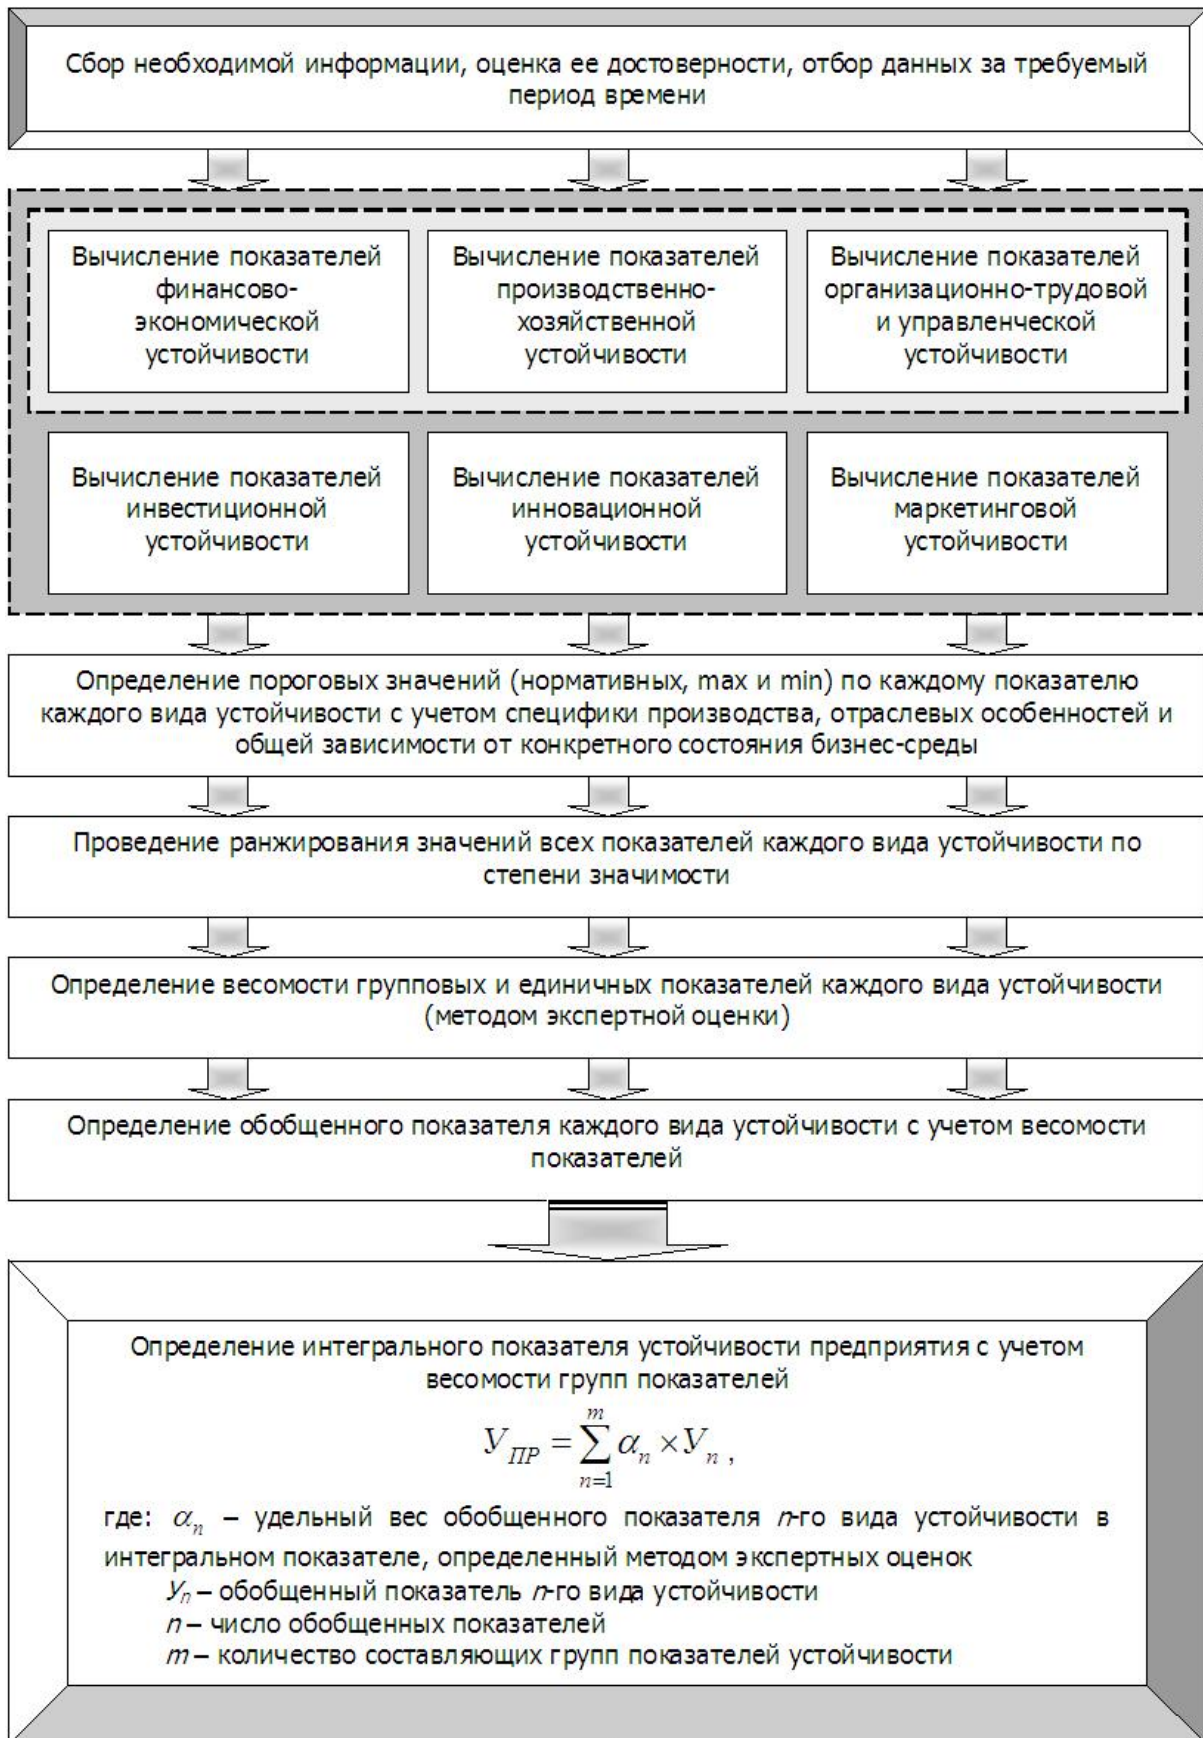 Сбор необходимой информации, оценка ее достоверности, отбор данных за требуемый
период времени
Вычисление показателей
финансово-
экономической
устойчивости
Вычисление показателей
производственно-
хозяйственной
устойчивости
Вычисление показателей
организационно-трудовой
и управленческой
устойчивости
Вычисление показателей
инвестиционной
устойчивости
Вычисление показателей
инновационной
устойчивости
Вычисление показателей
маркетинговой
устойчивости
Определение пороговых значений (нормативных, max и min) по каждому показателю
каждого вида устойчивости с учетом специфики производства, отраслевых особенностей и
общей зависимости от конкретного состояния бизнес-среды
Проведение ранжирования значений всех показателей каждого вида устойчивости по
степени значимости
Определение весомости групповых и единичных показателей каждого вида устойчивости
(методом экспертной оценки)
Определение обобщенного показателя каждого вида устойчивости с учетом весомости
показателей
Определение интегрального показателя устойчивости предприятия с учетом
весомости групп показателей
У_ПР = ∑_{n=1}^{m} α_n × У_n ,
где: α_n – удельный вес обобщенного показателя n-го вида устойчивости в
интегральном показателе, определенный методом экспертных оценок
У_n – обобщенный показатель n-го вида устойчивости
n – число обобщенных показателей
m – количество составляющих групп показателей устойчивости